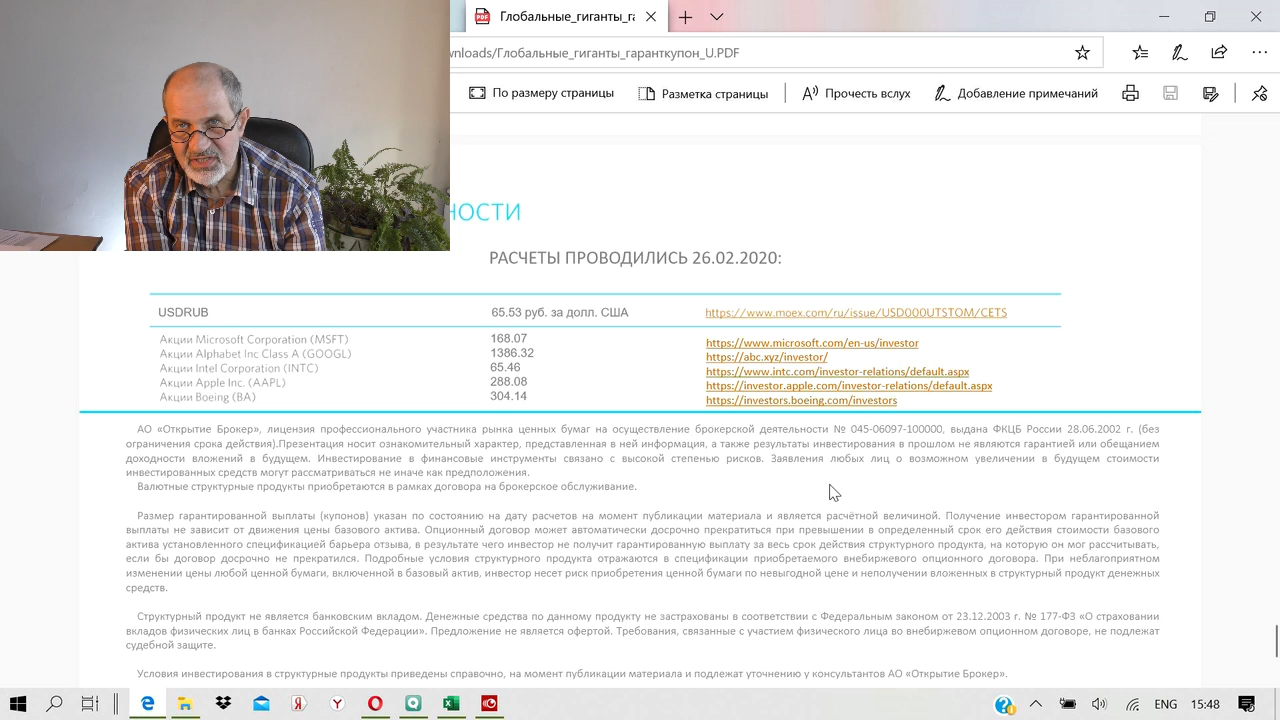 Глобальные_гиганты_га
wnloads/Глобальные_гиганты_гаранткупон_U.PDF
По размеру страницы
Разметка страницы
Прочесть вслух
Добавление примечаний
НОСТИ
РАСЧЕТЫ ПРОВОДИЛИСЬ 26.02.2020:
USDRUB 65.53 руб. за долл. США https://www.moex.com/ru/issue/USD000UTSTOM/CETS
Акции Microsoft Corporation (MSFT) 168.07 https://www.microsoft.com/en-us/investor
Акции Alphabet Inc Class A (GOOGL) 1386.32 https://abc.xyz/investor/
Акции Intel Corporation (INTC) 65.46 https://www.intc.com/investor-relations/default.aspx
Акции Apple Inc. (AAPL) 288.08 https://investor.apple.com/investor-relations/default.aspx
Акции Boeing (BA) 304.14 https://investors.boeing.com/investors
АО «Открытие Брокер», лицензия профессионального участника рынка ценных бумаг на осуществление брокерской деятельности № 045-06097-100000, выдана ФКЦБ России 28.06.2002 г. (без
ограничения срока действия).Презентация носит ознакомительный характер, представленная в ней информация, а также результаты инвестирования в прошлом не являются гарантией или обещанием
доходности вложений в будущем. Инвестирование в финансовые инструменты связано с высокой степенью рисков. Заявления любых лиц о возможном увеличении в будущем стоимости
инвестированных средств могут рассматриваться не иначе как предположения.
Валютные структурные продукты приобретаются в рамках договора на брокерское обслуживание.
Размер гарантированной выплаты (купонов) указан по состоянию на дату расчетов на момент публикации материала и является расчётной величиной. Получение инвестором гарантированной
выплаты не зависит от движения цены базового актива. Опционный договор может автоматически досрочно прекратиться при превышении в определенный срок его действия стоимости базового
актива установленного спецификацией барьера отзыва, в результате чего инвестор не получит гарантированную выплату за весь срок действия структурного продукта, на которую он мог рассчитывать,
если бы договор досрочно не прекратился. Подробные условия структурного продукта отражаются в спецификации приобретаемого внебиржевого опционного договора. При неблагоприятном
изменении цены любой ценной бумаги, включенной в базовый актив, инвестор несет риск приобретения ценной бумаги по невыгодной цене и неполучении вложенных в структурный продукт денежных
средств.
Структурный продукт не является банковским вкладом. Денежные средства по данному продукту не застрахованы в соответствии с Федеральным законом от 23.12.2003 г. № 177-ФЗ «О страховании
вкладов физических лиц в банках Российской Федерации». Предложение не является офертой. Требования, связанные с участием физического лица во внебиржевом опционном договоре, не подлежат
судебной защите.
Условия инвестирования в структурные продукты приведены справочно, на момент публикации материала и подлежат уточнению у консультантов АО «Открытие Брокер».
ENG 15:48